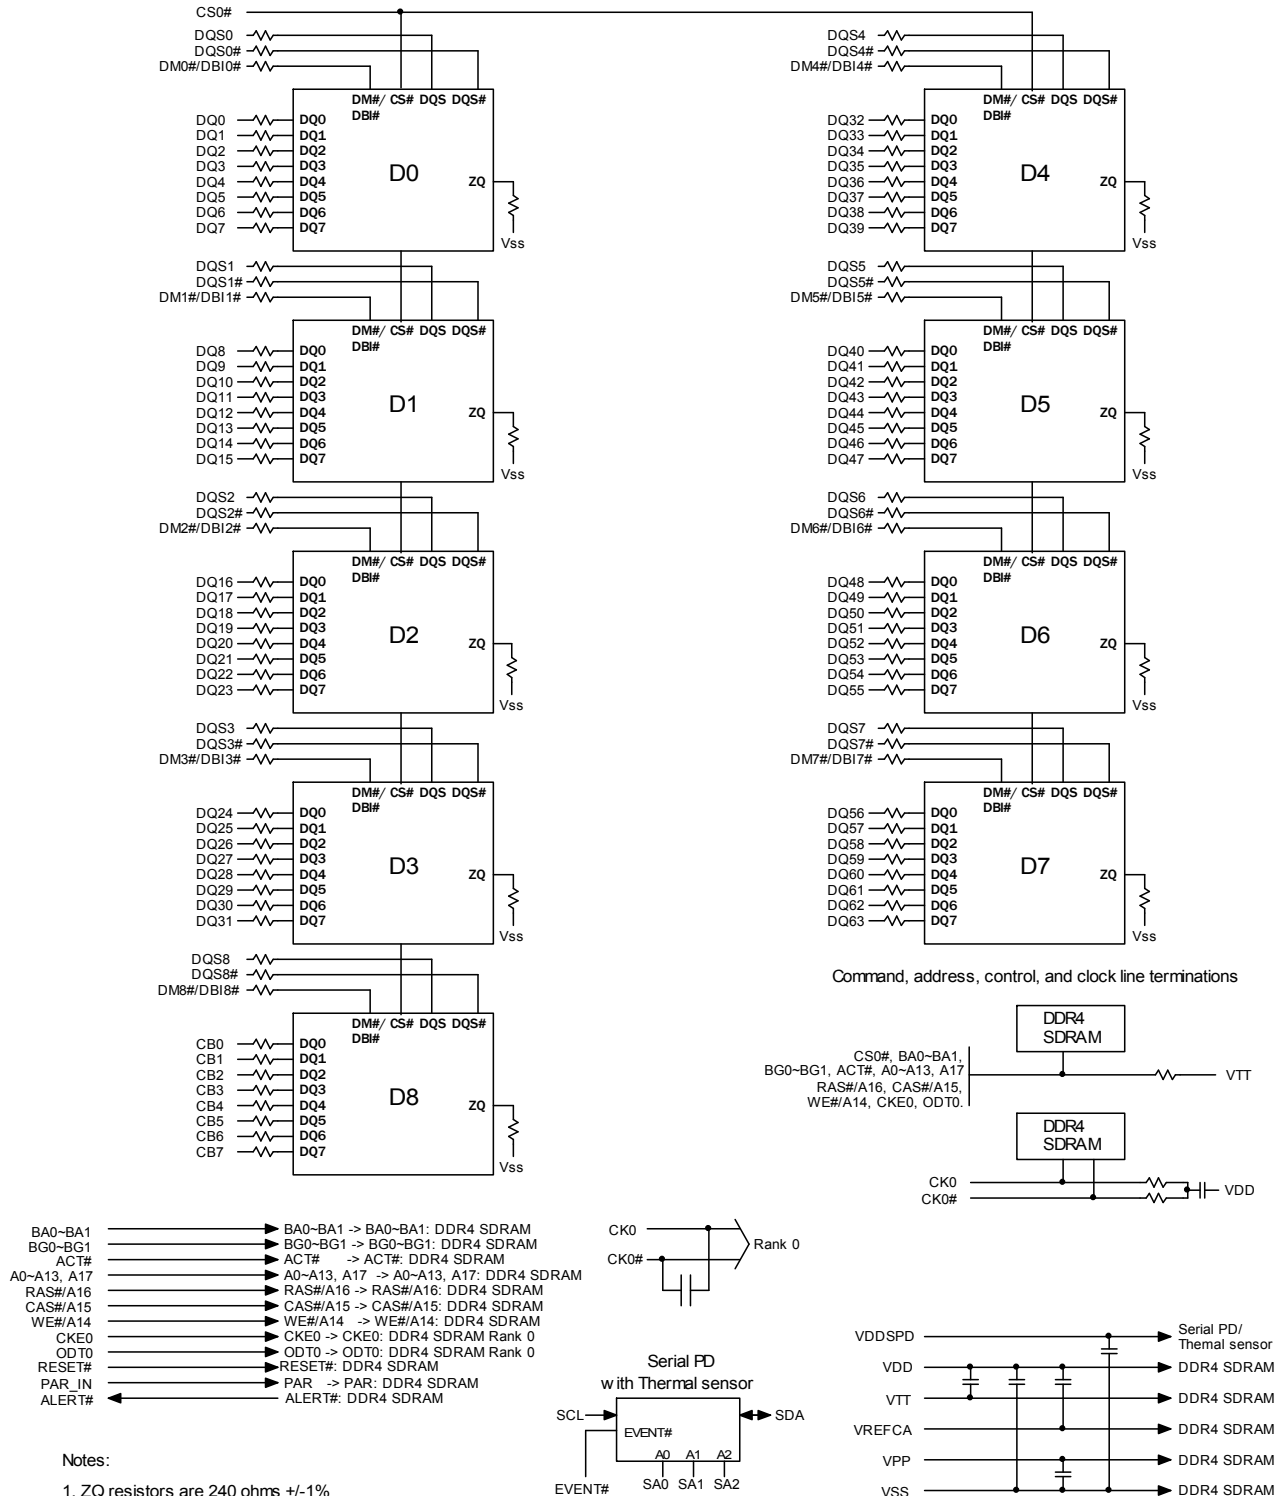 CS0#
DQS0
DQS0#
DM0#/DBI0#
DM#/ CS# DQS DQS#
DBI#
DQ0 DQ0
DQ1 DQ1
DQ2 DQ2
DQ3 DQ3
DQ4 DQ4
DQ5 DQ5
DQ6 DQ6
DQ7 DQ7
D0
ZQ
Vss
DQS1
DQS1#
DM1#/DBI1#
DM#/ CS# DQS DQS#
DBI#
DQ8 DQ0
DQ9 DQ1
DQ10 DQ2
DQ11 DQ3
DQ12 DQ4
DQ13 DQ5
DQ14 DQ6
DQ15 DQ7
D1
ZQ
Vss
DQS2
DQS2#
DM2#/DBI2#
DM#/ CS# DQS DQS#
DBI#
DQ16 DQ0
DQ17 DQ1
DQ18 DQ2
DQ19 DQ3
DQ20 DQ4
DQ21 DQ5
DQ22 DQ6
DQ23 DQ7
D2
ZQ
Vss
DQS3
DQS3#
DM3#/DBI3#
DM#/ CS# DQS DQS#
DBI#
DQ24 DQ0
DQ25 DQ1
DQ26 DQ2
DQ27 DQ3
DQ28 DQ4
DQ29 DQ5
DQ30 DQ6
DQ31 DQ7
D3
ZQ
Vss
DQS8
DQS8#
DM8#/DBI8#
DM#/ CS# DQS DQS#
DBI#
CB0 DQ0
CB1 DQ1
CB2 DQ2
CB3 DQ3
CB4 DQ4
CB5 DQ5
CB6 DQ6
CB7 DQ7
D8
ZQ
Vss
DQS4
DQS4#
DM4#/DBI4#
DM#/ CS# DQS DQS#
DBI#
DQ32 DQ0
DQ33 DQ1
DQ34 DQ2
DQ35 DQ3
DQ36 DQ4
DQ37 DQ5
DQ38 DQ6
DQ39 DQ7
D4
ZQ
Vss
DQS5
DQS5#
DM5#/DBI5#
DM#/ CS# DQS DQS#
DBI#
DQ40 DQ0
DQ41 DQ1
DQ42 DQ2
DQ43 DQ3
DQ44 DQ4
DQ45 DQ5
DQ46 DQ6
DQ47 DQ7
D5
ZQ
Vss
DQS6
DQS6#
DM6#/DBI6#
DM#/ CS# DQS DQS#
DBI#
DQ48 DQ0
DQ49 DQ1
DQ50 DQ2
DQ51 DQ3
DQ52 DQ4
DQ53 DQ5
DQ54 DQ6
DQ55 DQ7
D6
ZQ
Vss
DQS7
DQS7#
DM7#/DBI7#
DM#/ CS# DQS DQS#
DBI#
DQ56 DQ0
DQ57 DQ1
DQ58 DQ2
DQ59 DQ3
DQ60 DQ4
DQ61 DQ5
DQ62 DQ6
DQ63 DQ7
D7
ZQ
Vss
Command, address, control, and clock line terminations
DDR4
SDRAM
CS0#, BA0~BA1,
BG0~BG1, ACT#, A0~A13, A17
RAS#/A16, CAS#/A15,
WE#/A14, CKE0, ODT0.
VTT
DDR4
SDRAM
CK0
CK0#
VDD
BA0~BA1 BA0~BA1 -> BA0~BA1: DDR4 SDRAM
BG0~BG1 BG0~BG1 -> BG0~BG1: DDR4 SDRAM
ACT# ACT# -> ACT#: DDR4 SDRAM
A0~A13, A17 A0~A13, A17 -> A0~A13, A17: DDR4 SDRAM
RAS#/A16 RAS#/A16 -> RAS#/A16: DDR4 SDRAM
CAS#/A15 CAS#/A15 -> CAS#/A15: DDR4 SDRAM
WE#/A14 WE#/A14 -> WE#/A14: DDR4 SDRAM
CKE0 CKE0 -> CKE0: DDR4 SDRAM Rank 0
ODT0 ODT0 -> ODT0: DDR4 SDRAM Rank 0
RESET# RESET#: DDR4 SDRAM
PAR_IN PAR -> PAR: DDR4 SDRAM
ALERT# ALERT#: DDR4 SDRAM
CK0
CK0#
Rank 0
Serial PD
with Thermal sensor
SCL
SDA
EVENT#
A0 A1 A2
EVENT#
SA0 SA1 SA2
VDDSPD Serial PD/
Themal sensor
VDD DDR4 SDRAM
VTT DDR4 SDRAM
VREFCA DDR4 SDRAM
VPP DDR4 SDRAM
VSS DDR4 SDRAM
Notes:
1. ZQ resistors are 240 ohms +/-1%